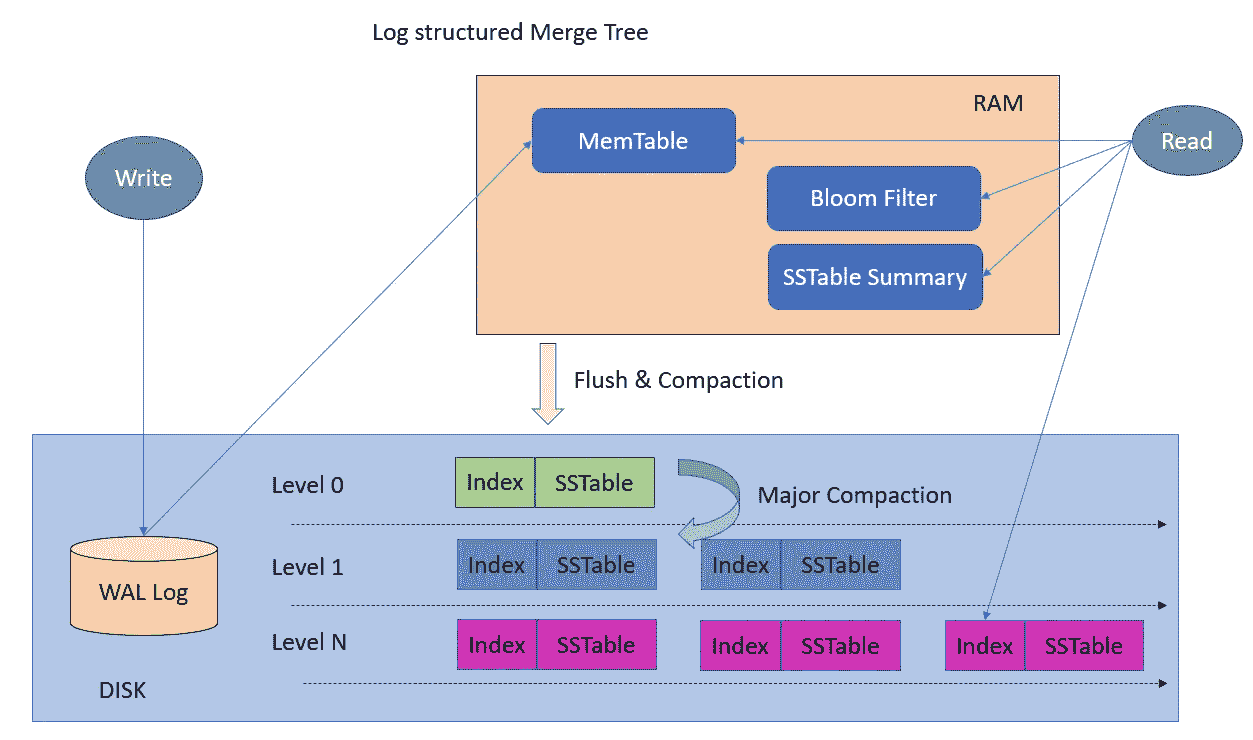 Log structured Merge Tree
RAM
MemTable
Read
Write
Bloom Filter
SSTable Summary
Flush & Compaction
Level 0
Index
SSTable
Major Compaction
Level 1
Index
SSTable
Index
SSTable
WAL Log
Level N
Index
SSTable
Index
SSTable
Index
SSTable
DISK